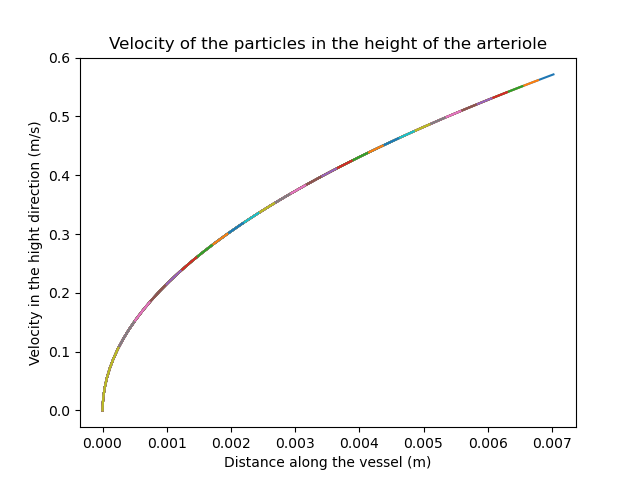 Velocity of the particles in the height of the arteriole
0.6
0.5
0.4
0.3
0.2
0.1
0.0
Velocity in the hight direction (m/s)
0.000 0.001 0.002 0.003 0.004 0.005 0.006 0.007
Distance along the vessel (m)